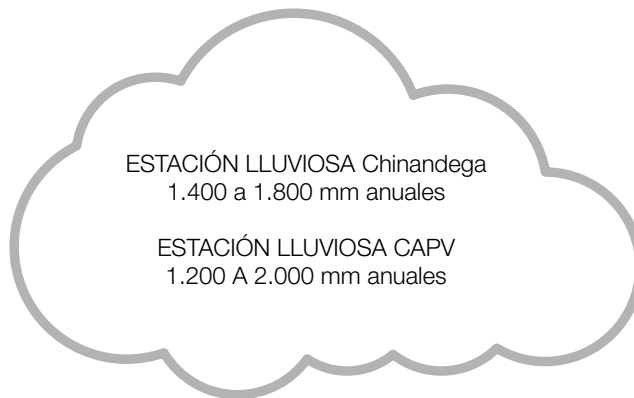 ESTACIÓN LLUVIOSA Chinandega
1.400 a 1.800 mm anuales
ESTACIÓN LLUVIOSA CAPV
1.200 A 2.000 mm anuales